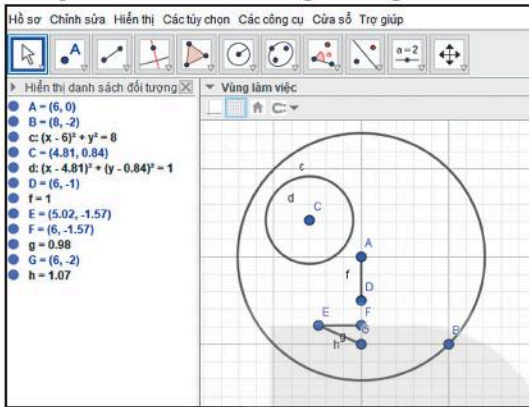 Hồ sơ Chỉnh sửa Hiển thị Các tùy chọn Các công cụ Cửa sổ Trợ giúp
A
a=2
Hiển thị danh sách đối tượng
Vùng làm việc
A = (6, 0)
B = (8, -2)
c: (x - 6)² + y² = 8
C = (4.81, 0.84)
d: (x - 4.81)² + (y - 0.84)² = 1
D = (6, -1)
f = 1
E = (5.02, -1.57)
F = (6, -1.57)
g = 0.98
G = (6, -2)
h = 1.07
c
d
C
A
f
D
E
F
g
G
h
B